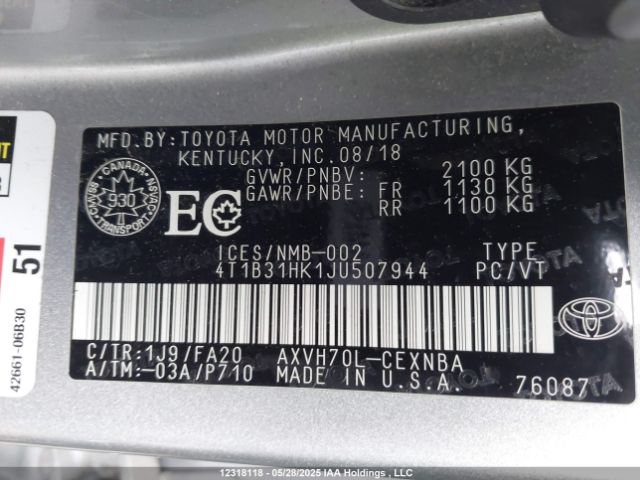 MFD.BY:TOYOTA MOTOR MANUFACTURING,
KENTUCKY,INC.08/18
GVWR/PNBV: 2100 KG
GAWR/PNBE: FR 1130 KG
RR 1100 KG
CANADA
930
TRANSPORT
EC
ICES/NMB-002 TYPE
4T1B31HK1JU507944 PC/VT
C/TR:1J9/FA20 AXVH70L-CEXNBA
A/TM:-03A/P710 MADE IN U.S.A. 76087
TOYOTA
51
42661-06B30
12318118 - 05/28/2025 IAA Holdings, LLC